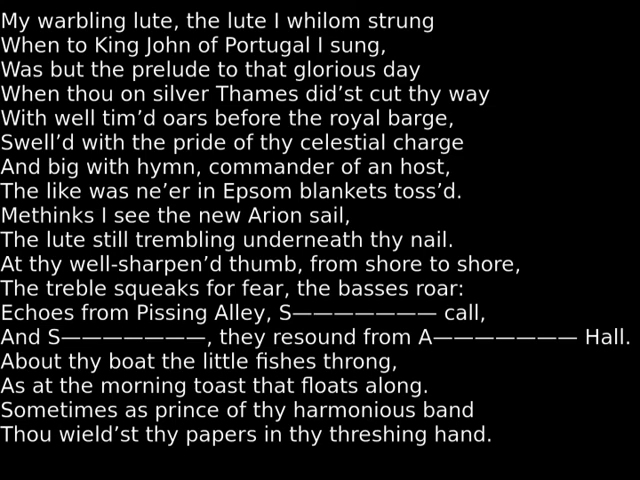 My warbling lute, the lute I whilom strung
When to King John of Portugal I sung,
Was but the prelude to that glorious day
When thou on silver Thames did’st cut thy way
With well tim’d oars before the royal barge,
Swell’d with the pride of thy celestial charge
And big with hymn, commander of an host,
The like was ne’er in Epsom blankets toss’d.
Methinks I see the new Arion sail,
The lute still trembling underneath thy nail.
At thy well-sharpen’d thumb, from shore to shore,
The treble squeaks for fear, the basses roar:
Echoes from Pissing Alley, S——————— call,
And S———————, they resound from A——————— Hall.
About thy boat the little fishes throng,
As at the morning toast that floats along.
Sometimes as prince of thy harmonious band
Thou wield’st thy papers in thy threshing hand.